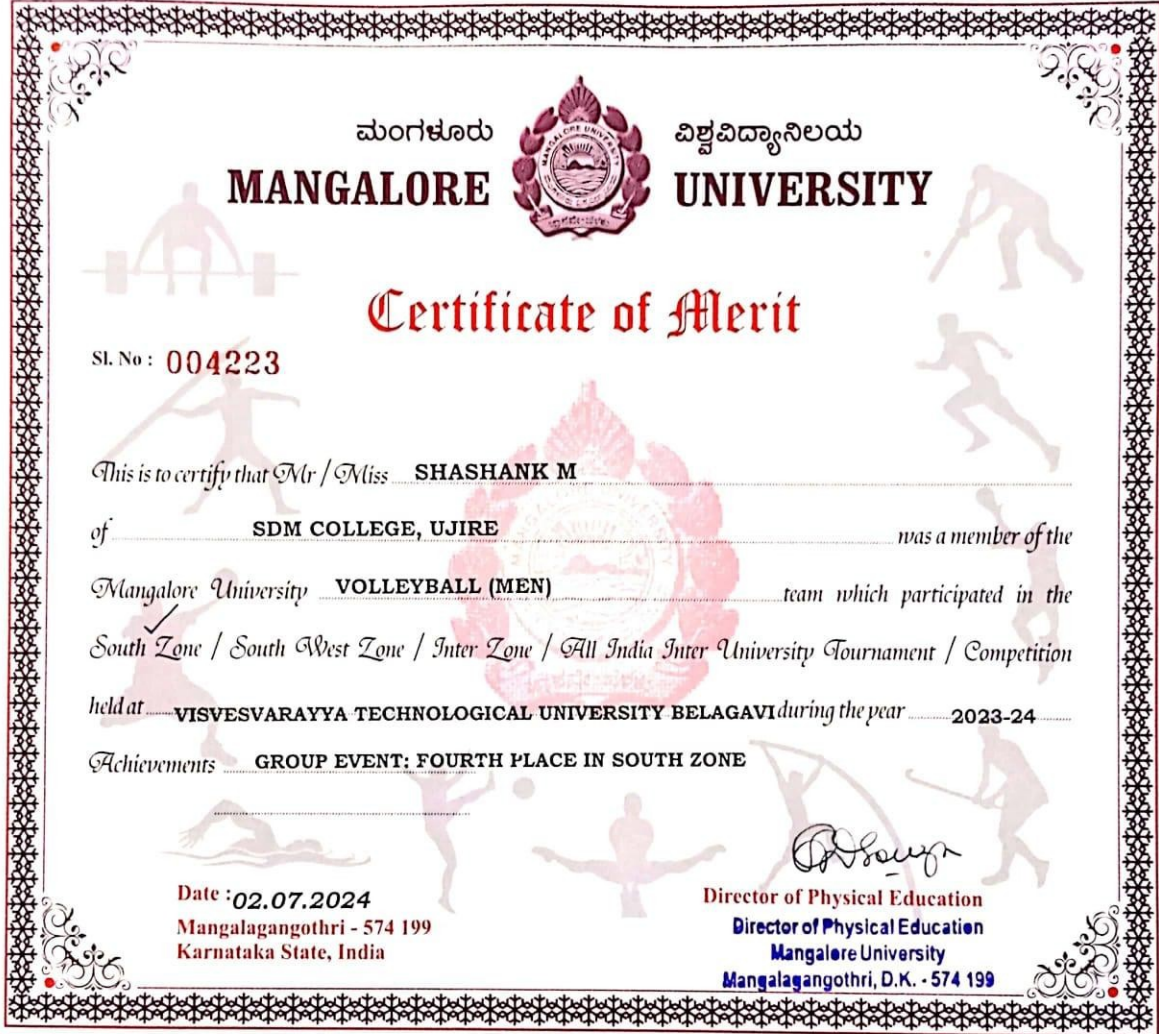 ಮಂಗಳೂರು ವಿಶ್ವವಿದ್ಯಾನಿಲಯ
MANGALORE UNIVERSITY
MANGALORE UNIVERSITY
Certificate of Merit
Sl. No : 004223
This is to certify that Mr / Miss SHASHANK M
of SDM COLLEGE, UJIRE was a member of the
Mangalore University VOLLEYBALL (MEN) team which participated in the
South Zone / South West Zone / Inter Zone / All India Inter University Tournament / Competition
held at VISVESVARAYYA TECHNOLOGICAL UNIVERSITY BELAGAVI during the year 2023-24
Achievements GROUP EVENT: FOURTH PLACE IN SOUTH ZONE
Date : 02.07.2024
Mangalagangothri - 574 199
Karnataka State, India
Director of Physical Education
Director of Physical Education
Mangalore University
Mangalagangothri, D.K. - 574 199